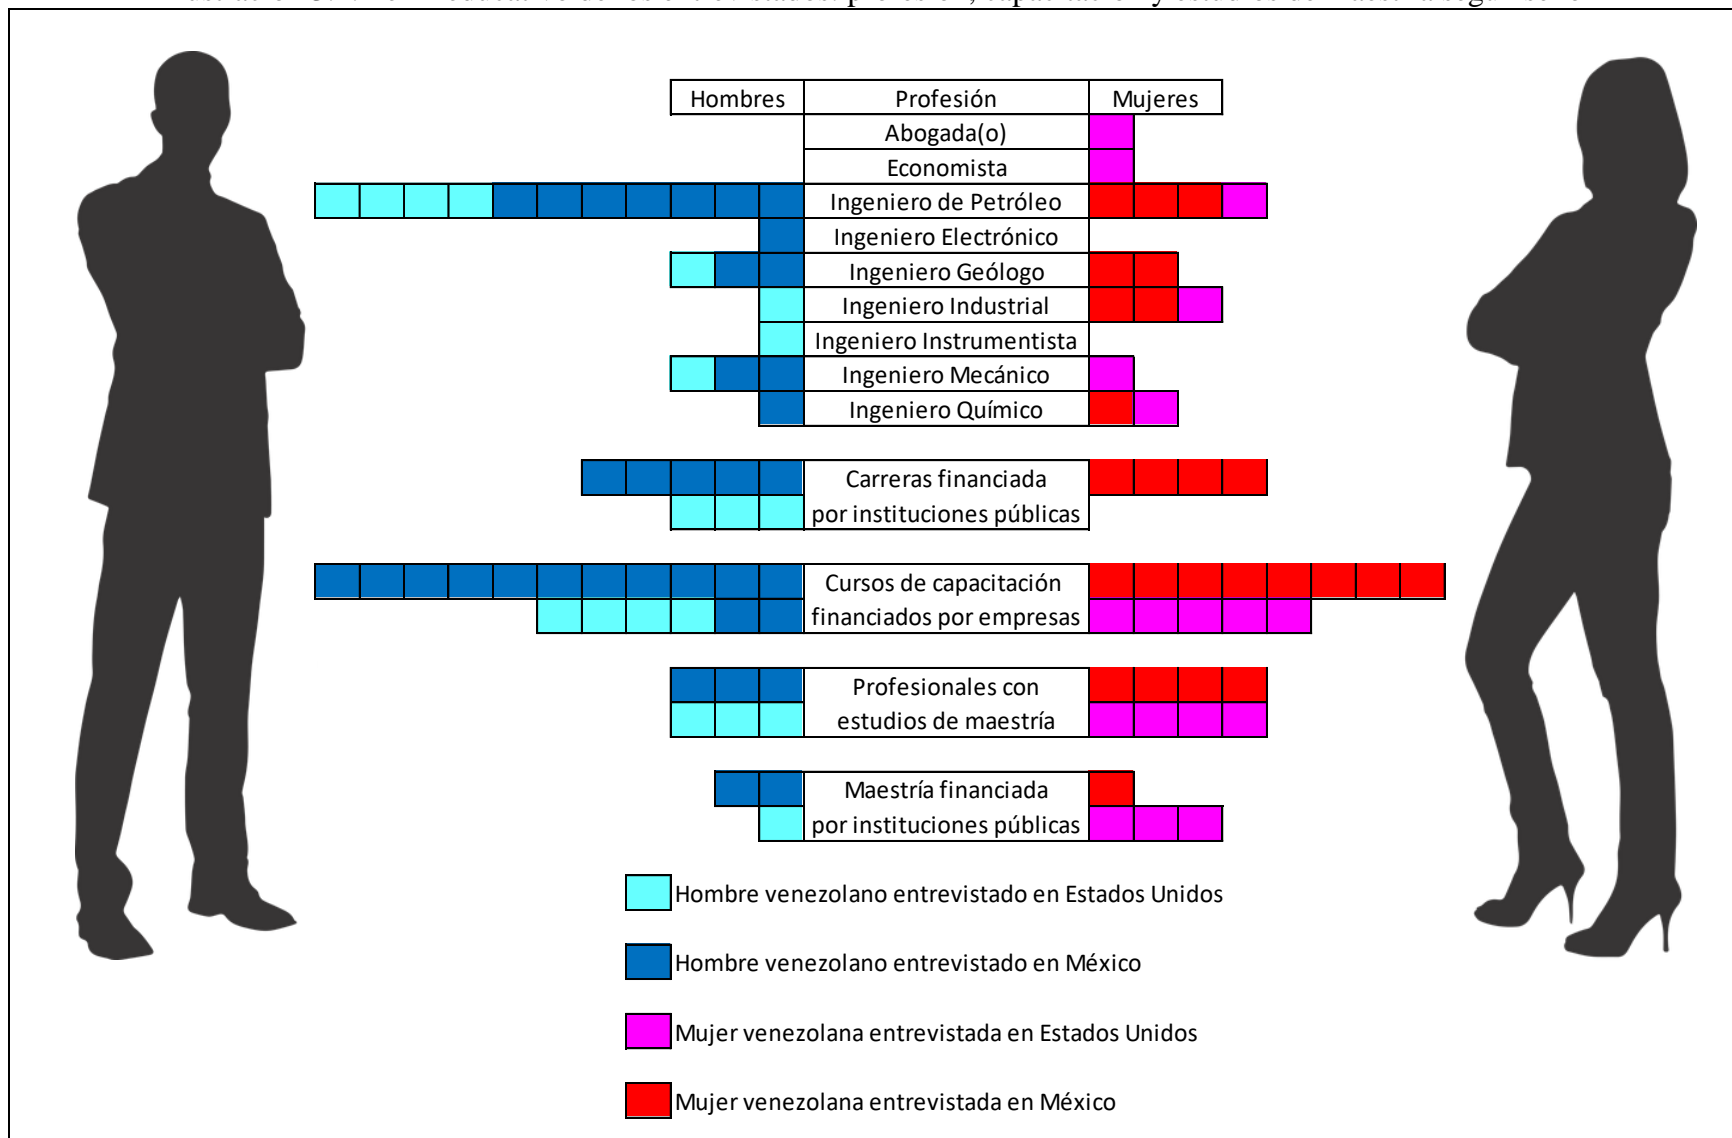 Hombres Profesión Mujeres
Abogada(o)
Economista
Ingeniero de Petróleo
Ingeniero Electrónico
Ingeniero Geólogo
Ingeniero Industrial
Ingeniero Instrumentista
Ingeniero Mecánico
Ingeniero Químico
Carreras financiada
por instituciones públicas
Cursos de capacitación
financiados por empresas
Profesionales con
estudios de maestría
Maestría financiada
por instituciones públicas
Hombre venezolano entrevistado en Estados Unidos
Hombre venezolano entrevistado en México
Mujer venezolana entrevistada en Estados Unidos
Mujer venezolana entrevistada en México